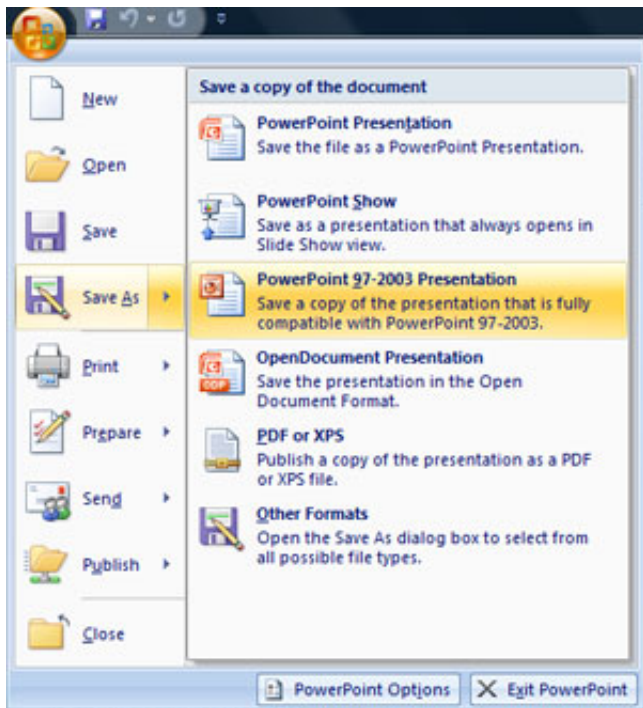 New
Open
Save
Save As
Print
Prepare
Send
Publish
Close
Save a copy of the document
PowerPoint Presentation
Save the file as a PowerPoint Presentation.
PowerPoint Show
Save as a presentation that always opens in
Slide Show view.
PowerPoint 97-2003 Presentation
Save a copy of the presentation that is fully
compatible with PowerPoint 97-2003.
OpenDocument Presentation
Save the presentation in the Open
Document Format.
PDF or XPS
Publish a copy of the presentation as a PDF
or XPS file.
Other Formats
Open the Save As dialog box to select from
all possible file types.
PowerPoint Options
Exit PowerPoint